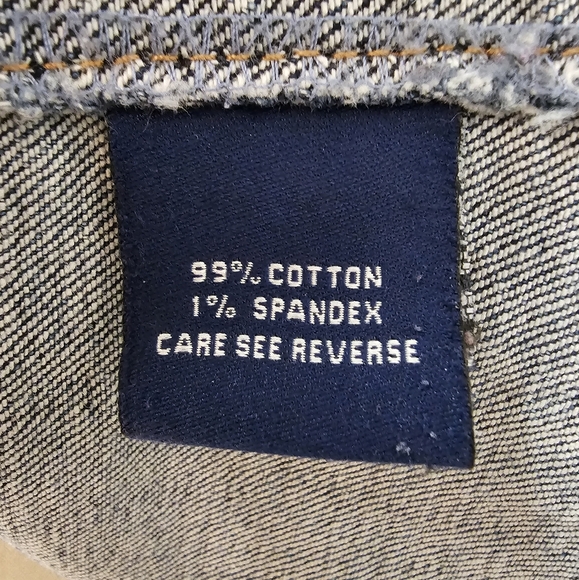 99% COTTON
1% SPANDEX
CARE SEE REVERSE